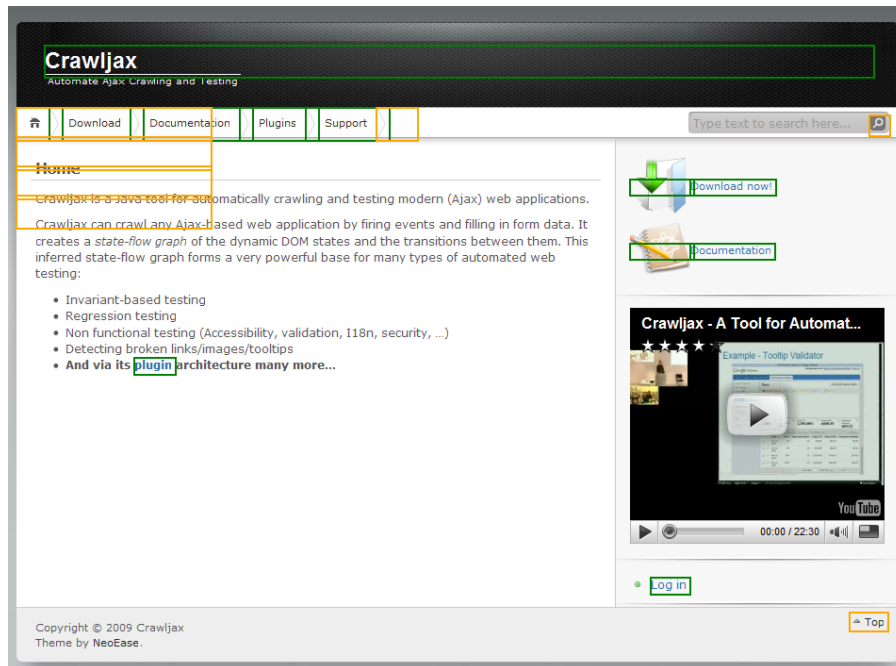 Crawljax
Automate Ajax Crawling and Testing
Download
Documentation
Plugins
Support
Type text to search here...
Home
Crawljax is a Java tool for automatically crawling and testing modern (Ajax) web applications.
Crawljax can crawl any Ajax-based web application by firing events and filling in form data. It
creates a state-flow graph of the dynamic DOM states and the transitions between them. This
inferred state-flow graph forms a very powerful base for many types of automated web
testing:
• Invariant-based testing
• Regression testing
• Non functional testing (Accessibility, validation, I18n, security, …)
• Detecting broken links/images/tooltips
• And via its plugin architecture many more...
Download now!
Documentation
Crawljax - A Tool for Automat...
Example - Tooltip Validator
YouTube
00:00 / 22:30
Log in
Copyright © 2009 Crawljax
Theme by NeoEase.
Top